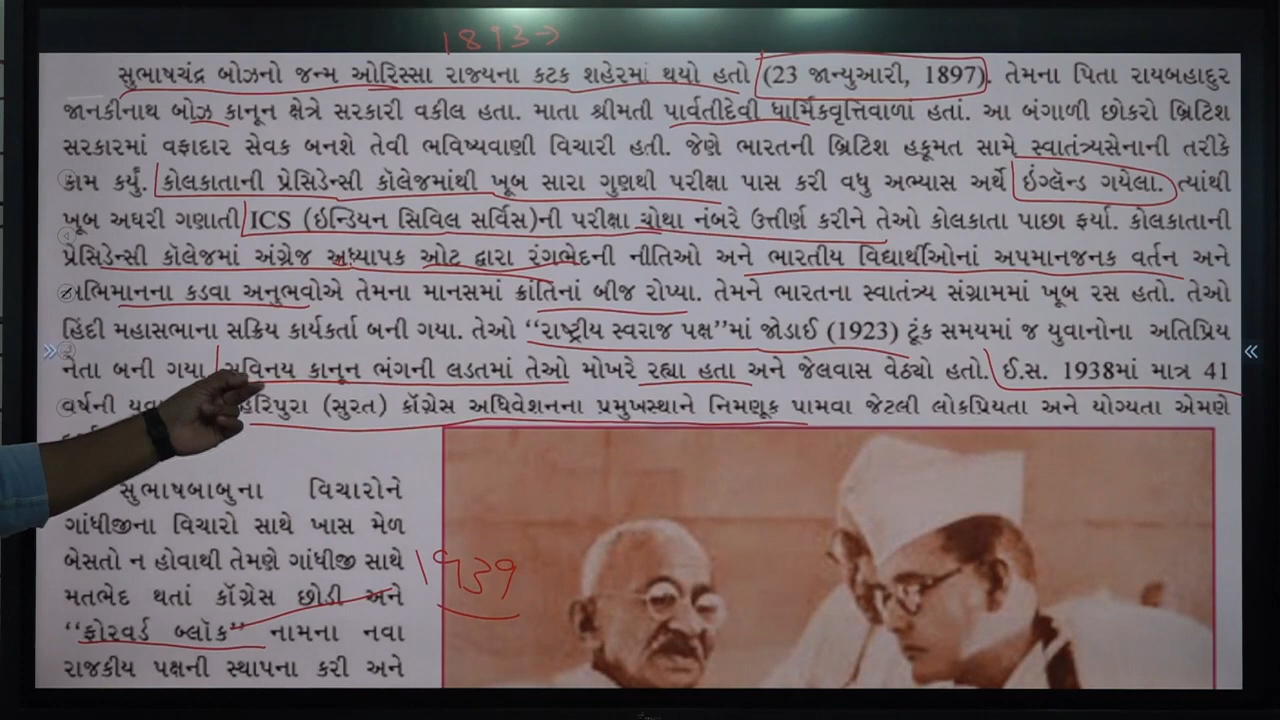 1893→
સુભાષચંદ્ર બોઝનો જન્મ ઓરિસ્સા રાજ્યના કટક શહેરમાં થયો હતો (23 જાન્યુઆરી, 1897). તેમના પિતા રાયબહાદુર
જાનકીનાથ બોઝ કાનૂન ક્ષેત્રે સરકારી વકીલ હતા. માતા શ્રીમતી પાર્વતીદેવી ધાર્મિકવૃત્તિવાળાં હતાં. આ બંગાળી છોકરો બ્રિટિશ
સરકારમાં વફાદાર સેવક બનશે તેવી ભવિષ્યવાણી વિચારી હતી. જેણે ભારતની બ્રિટિશ હકૂમત સામે સ્વાતંત્ર્યસેનાની તરીકે
કામ કર્યું. કોલકાતાની પ્રેસિડેન્સી કૉલેજમાંથી ખૂબ સારા ગુણથી પરીક્ષા પાસ કરી વધુ અભ્યાસ અર્થે ઇંગ્લૅન્ડ ગયેલા. ત્યાંથી
ખૂબ અઘરી ગણાતી ICS (ઇન્ડિયન સિવિલ સર્વિસ)ની પરીક્ષા ચોથા નંબરે ઉત્તીર્ણ કરીને તેઓ કોલકાતા પાછા ફર્યા. કોલકાતાની
પ્રેસિડેન્સી કૉલેજમાં અંગ્રેજ અધ્યાપક ઓટ દ્વારા રંગભેદની નીતિઓ અને ભારતીય વિદ્યાર્થીઓનાં અપમાનજનક વર્તન અને
અભિમાનના કડવા અનુભવોએ તેમના માનસમાં ક્રાંતિનાં બીજ રોપ્યા. તેમને ભારતના સ્વાતંત્ર્ય સંગ્રામમાં ખૂબ રસ હતો. તેઓ
હિંદી મહાસભાના સક્રિય કાર્યકર્તા બની ગયા. તેઓ “રાષ્ટ્રીય સ્વરાજ પક્ષ”માં જોડાઈ (1923) ટૂંક સમયમાં જ યુવાનોના અતિપ્રિય
નેતા બની ગયા સવિનય કાનૂન ભંગની લડતમાં તેઓ મોખરે રહ્યા હતા અને જેલવાસ વેઠ્યો હતો. ઈ.સ. 1938માં માત્ર 41
વર્ષની હરિપુરા (સુરત) કૉંગ્રેસ અધિવેશનના પ્રમુખસ્થાને નિમણૂક પામવા જેટલી લોકપ્રિયતા અને યોગ્યતા એમણે
સુભાષબાબુના વિચારોને
ગાંધીજીના વિચારો સાથે ખાસ મેળ
બેસતો ન હોવાથી તેમણે ગાંધીજી સાથે
મતભેદ થતાં કૉંગ્રેસ છોડી અને
1939
“ફોરવર્ડ બ્લૉક” નામના નવા
રાજકીય પક્ષની સ્થાપના કરી અને